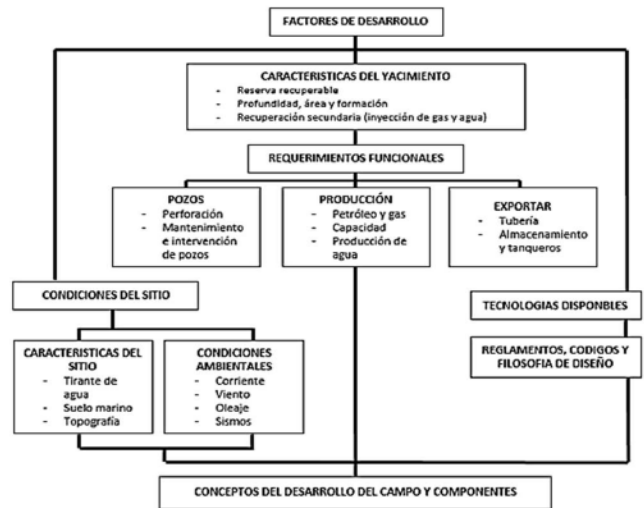 FACTORES DE DESARROLLO
CARACTERISTICAS DEL YACIMIENTO
- Reserva recuperable
- Profundidad, área y formación
- Recuperación secundaria (inyección de gas y agua)
REQUERIMIENTOS FUNCIONALES
POZOS
- Perforación
- Mantenimiento
e intervención
de pozos
PRODUCCIÓN
- Petróleo y gas
- Capacidad
- Producción de
agua
EXPORTAR
- Tubería
- Almacenamiento
y tanqueros
CONDICIONES DEL SITIO
TECNOLOGIAS DISPONBLES
CARACTERISTICAS DEL
SITIO
- Tirante de
agua
- Suelo marino
- Topografía
CONDICIONES
AMBIENTALES
- Corriente
- Viento
- Oleaje
- Sismos
REGLAMENTOS, CODIGOS Y
FILOSOFIA DE DISEÑO
CONCEPTOS DEL DESARROLLO DEL CAMPO Y COMPONENTES